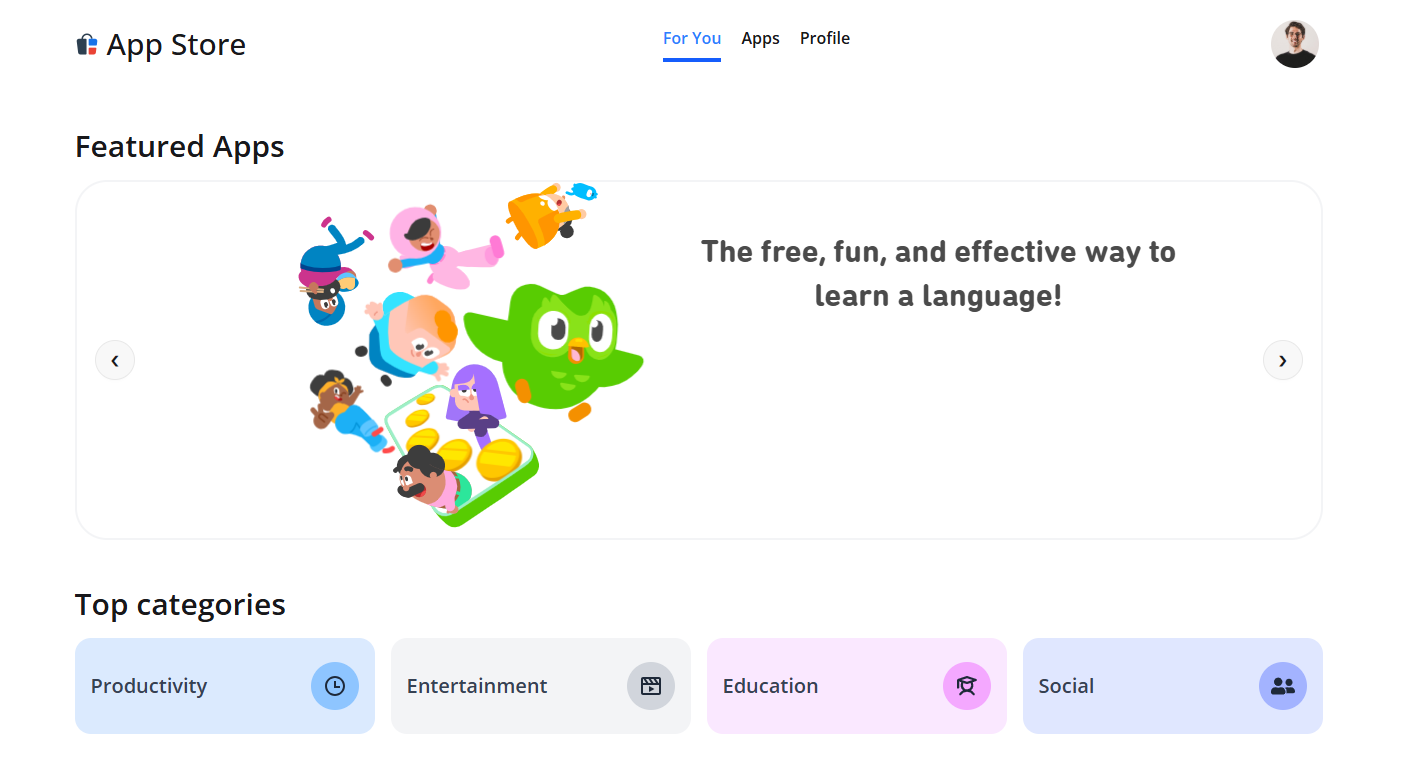 App Store
For You
Apps
Profile
Featured Apps
The free, fun, and effective way to
learn a language!
Top categories
Productivity
Entertainment
Education
Social